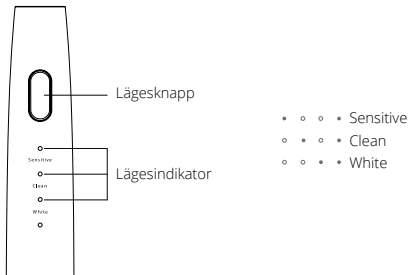 Lägesknapp
Sensitive
Clean
White
Lägesindikator
Sensitive
Clean
White